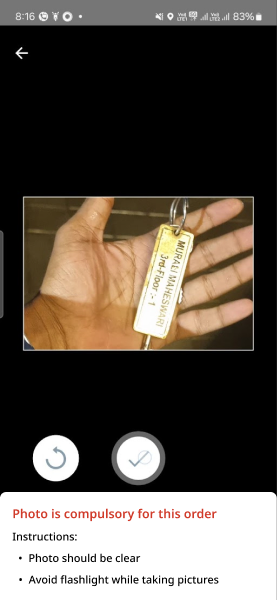 8:16
83%
MURALI MAHESWARI
3rd-Floor:-1
Photo is compulsory for this order
Instructions:
• Photo should be clear
• Avoid flashlight while taking pictures